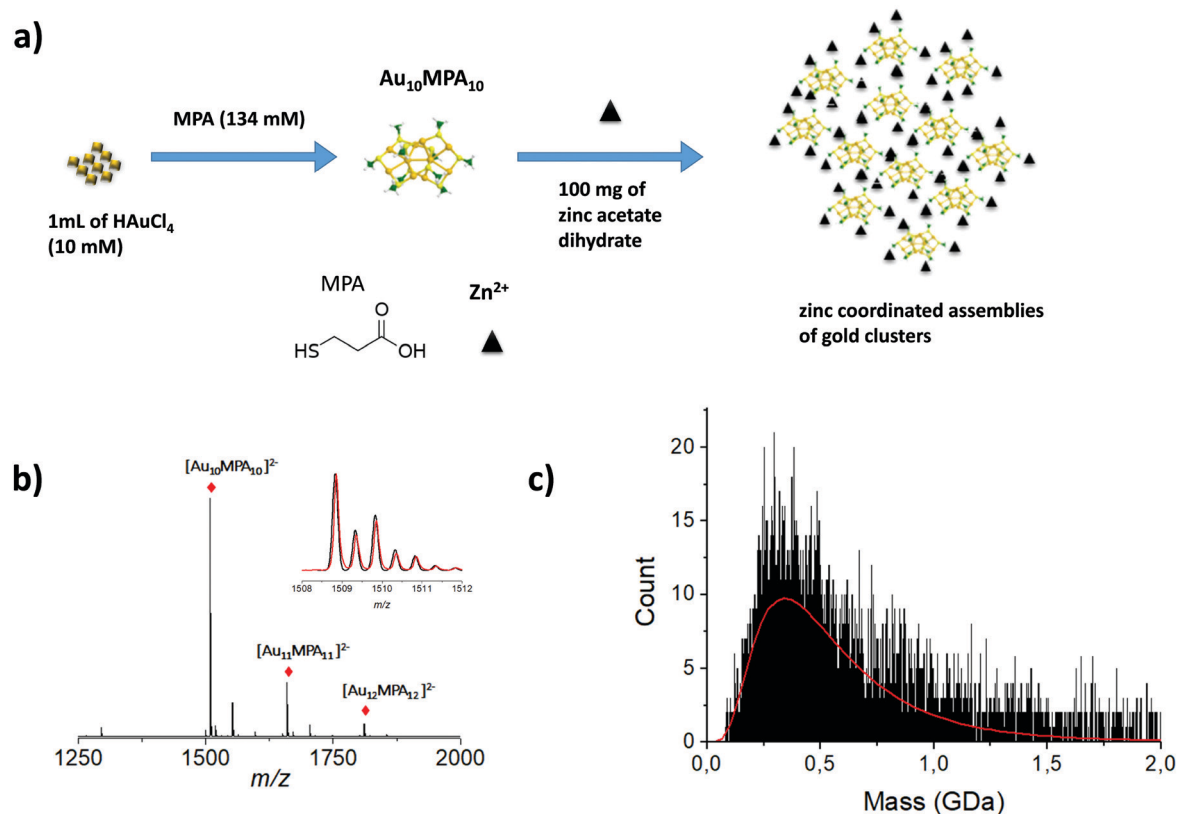 a)
Au₁₀MPA₁₀
MPA (134 mM)
1mL of HAuCl₄
(10 mM)
100 mg of
zinc acetate
dihydrate
MPA
Zn²⁺
O
HS
OH
zinc coordinated assemblies
of gold clusters
b)
[Au₁₀MPA₁₀]²⁻
[Au₁₁MPA₁₁]²⁻
[Au₁₂MPA₁₂]²⁻
1508 1509 1510 1511 1512
m/z
1250 1500 1750 2000
m/z
c)
Count
20
15
10
5
0
0,0 0,5 1,0 1,5 2,0
Mass (GDa)